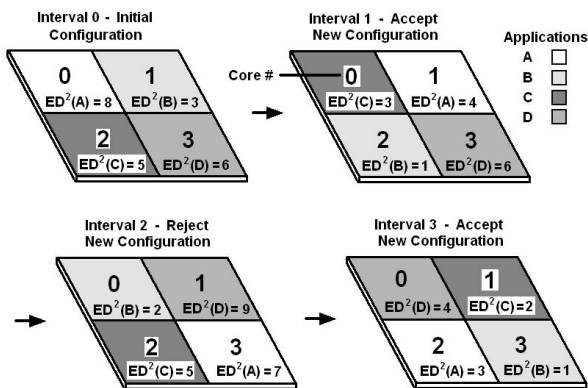 Interval 0 - Initial
Configuration
0
ED²(A) = 8
1
ED²(B) = 3
2
ED²(C) = 5
3
ED²(D) = 6
Interval 1 - Accept
New Configuration
Core #
0
ED²(C) = 3
1
ED²(A) = 4
2
ED²(B) = 1
3
ED²(D) = 6
Applications
A
B
C
D
Interval 2 - Reject
New Configuration
0
ED²(B) = 2
1
ED²(D) = 9
2
ED²(C) = 5
3
ED²(A) = 7
Interval 3 - Accept
New Configuration
0
ED²(D) = 4
1
ED²(C) = 2
2
ED²(A) = 3
3
ED²(B) = 1